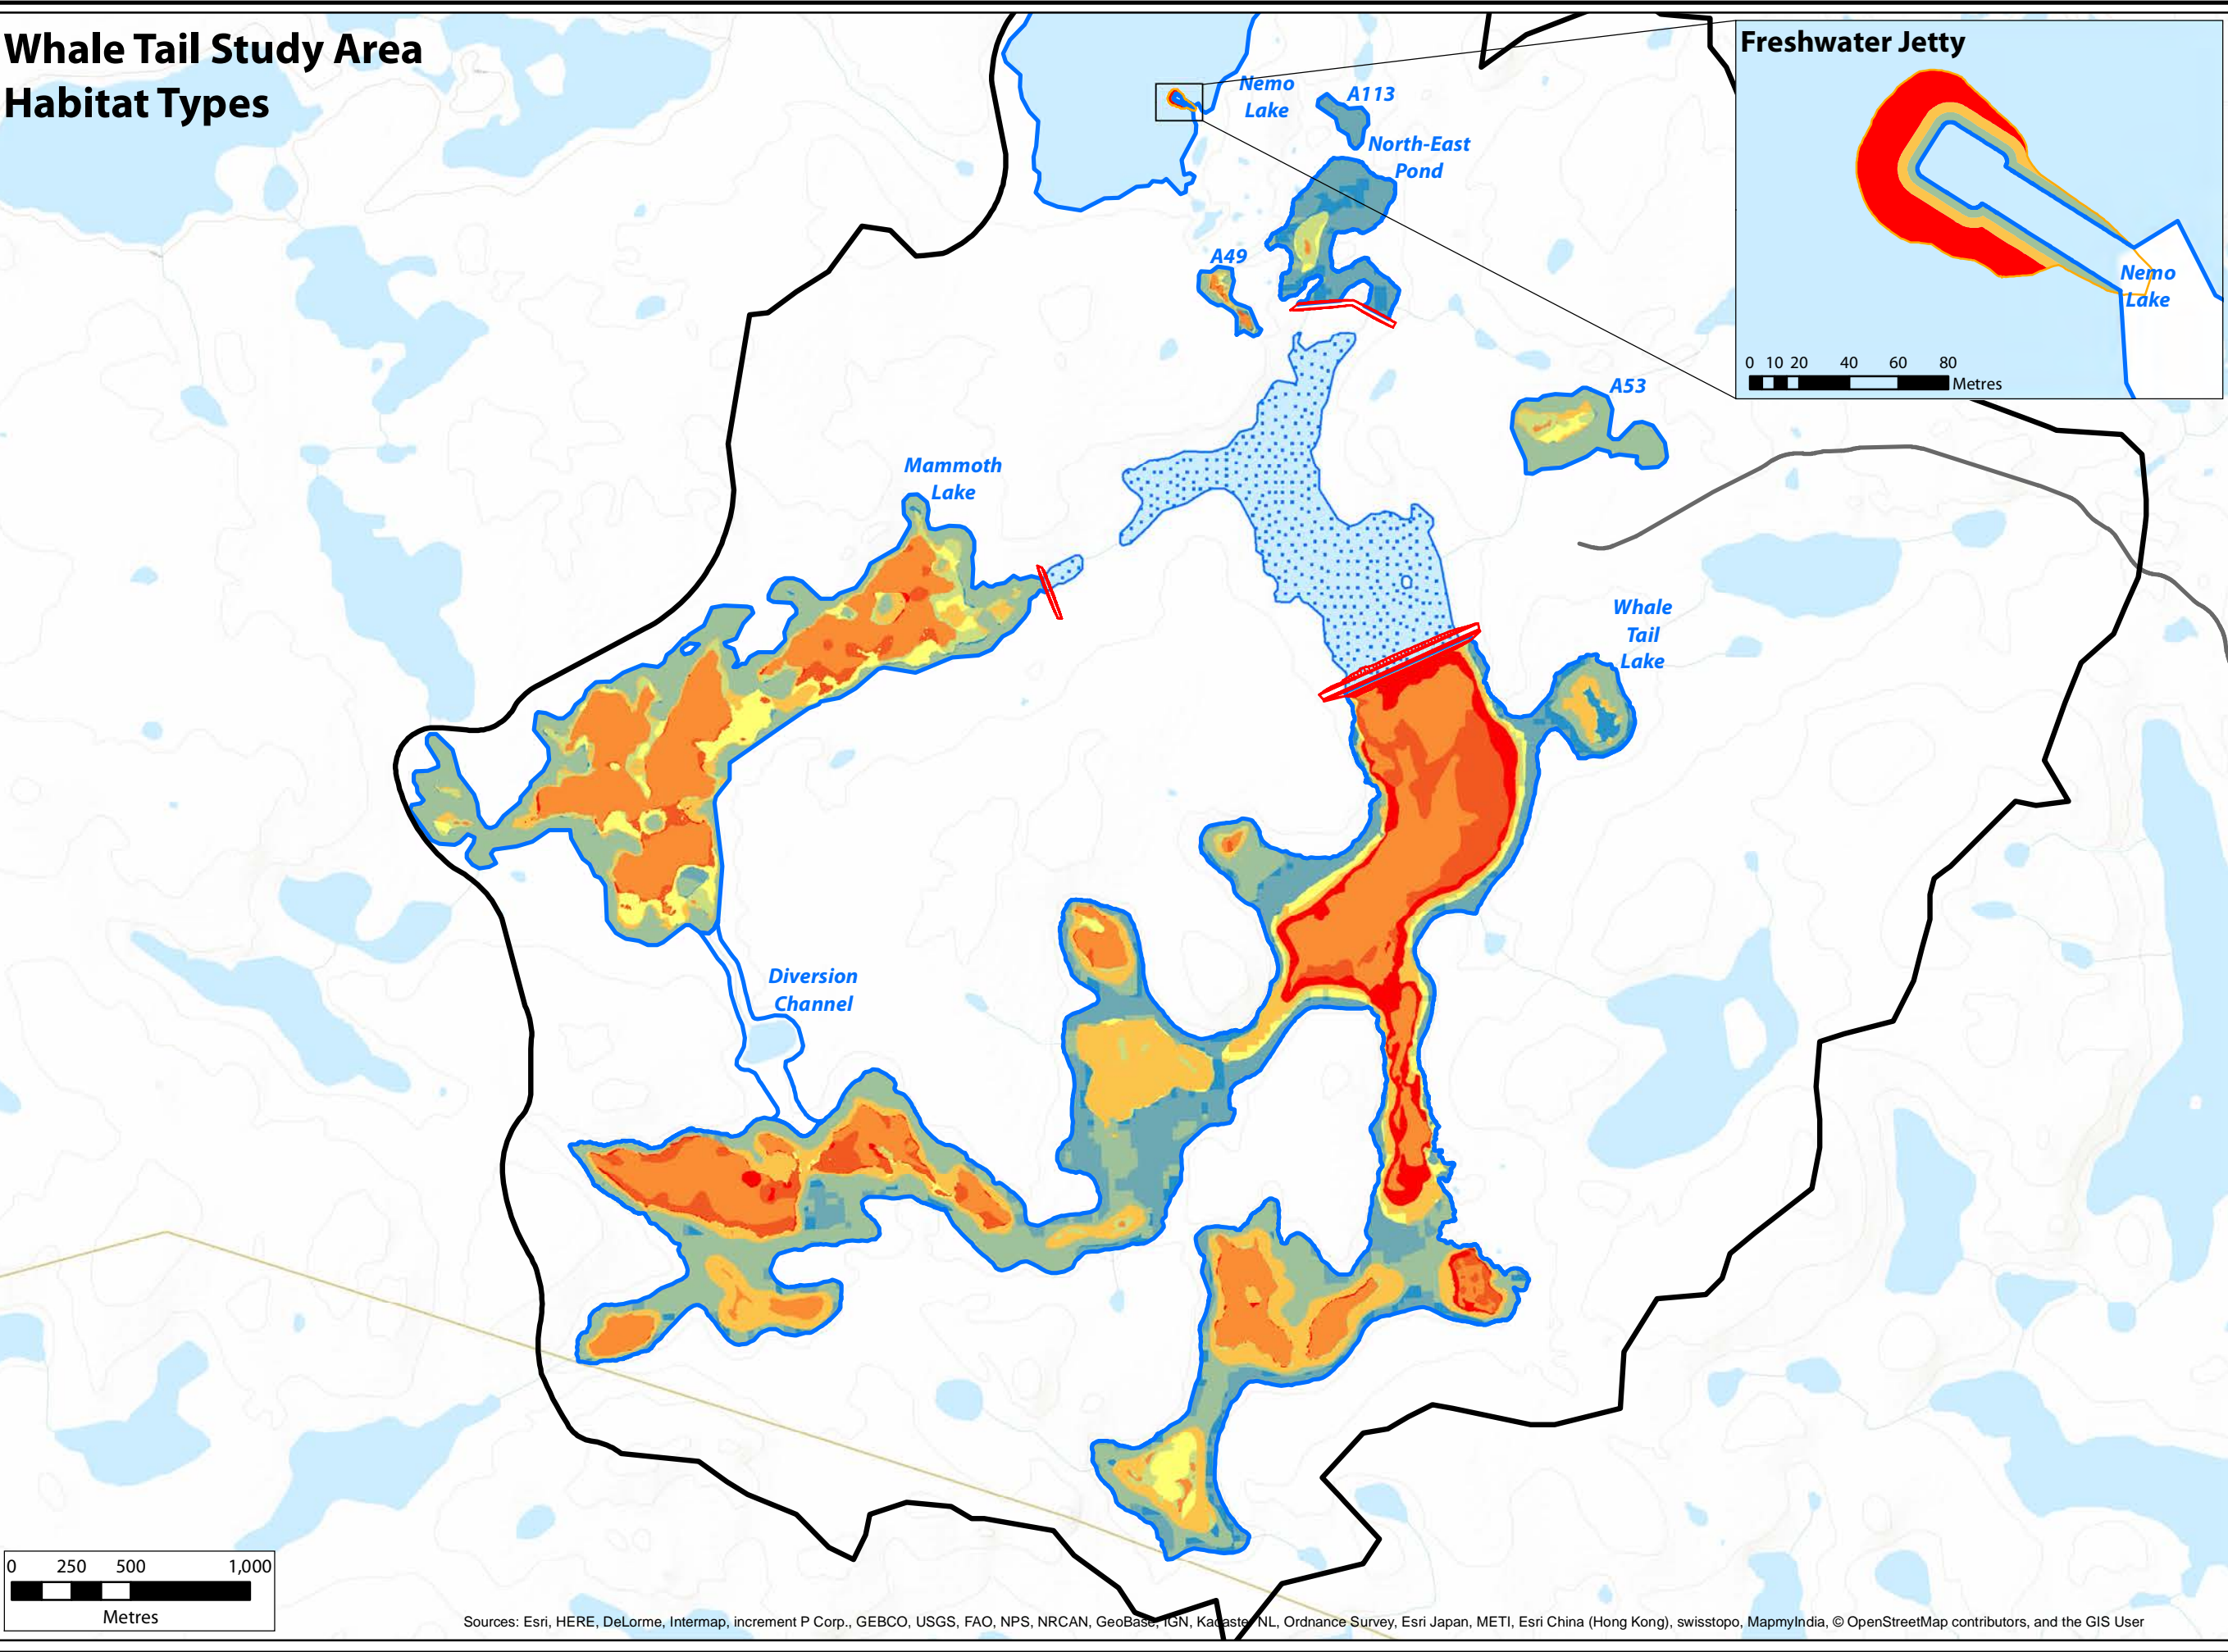 Whale Tail Study Area
Habitat Types
Freshwater Jetty
Nemo
Lake
A113
North-East
Pond
A49
Nemo
Lake
0 10 20 40 60 80
Metres
A53
Mammoth
Lake
Whale
Tail
Lake
Diversion
Channel
0 250 500 1,000
Metres
Sources: Esri, HERE, DeLorme, Intermap, increment P Corp., GEBCO, USGS, FAO, NPS, NRCAN, GeoBase, IGN, Kadaster NL, Ordnance Survey, Esri Japan, METI, Esri China (Hong Kong), swisstopo, MapmyIndia, © OpenStreetMap contributors, and the GIS User